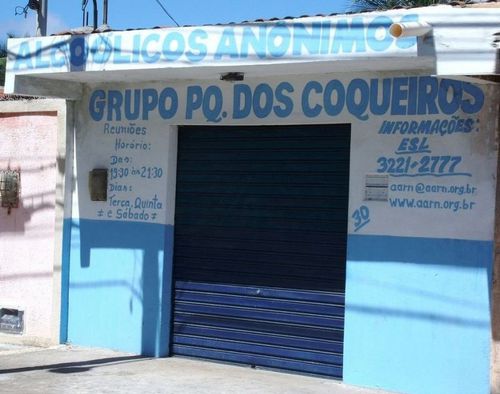 ALCOÓLICOS ANÔNIMOS
GRUPO PQ. DOS COQUEIROS
Reuniões
Horário:
Das:
19:30 às 21:30
Dias:
Terça, Quinta
≠ e Sábado ≠
INFORMAÇÕES:
ESL
3221-2777
aarn@aarn.org.br
www.aarn.org.br
30